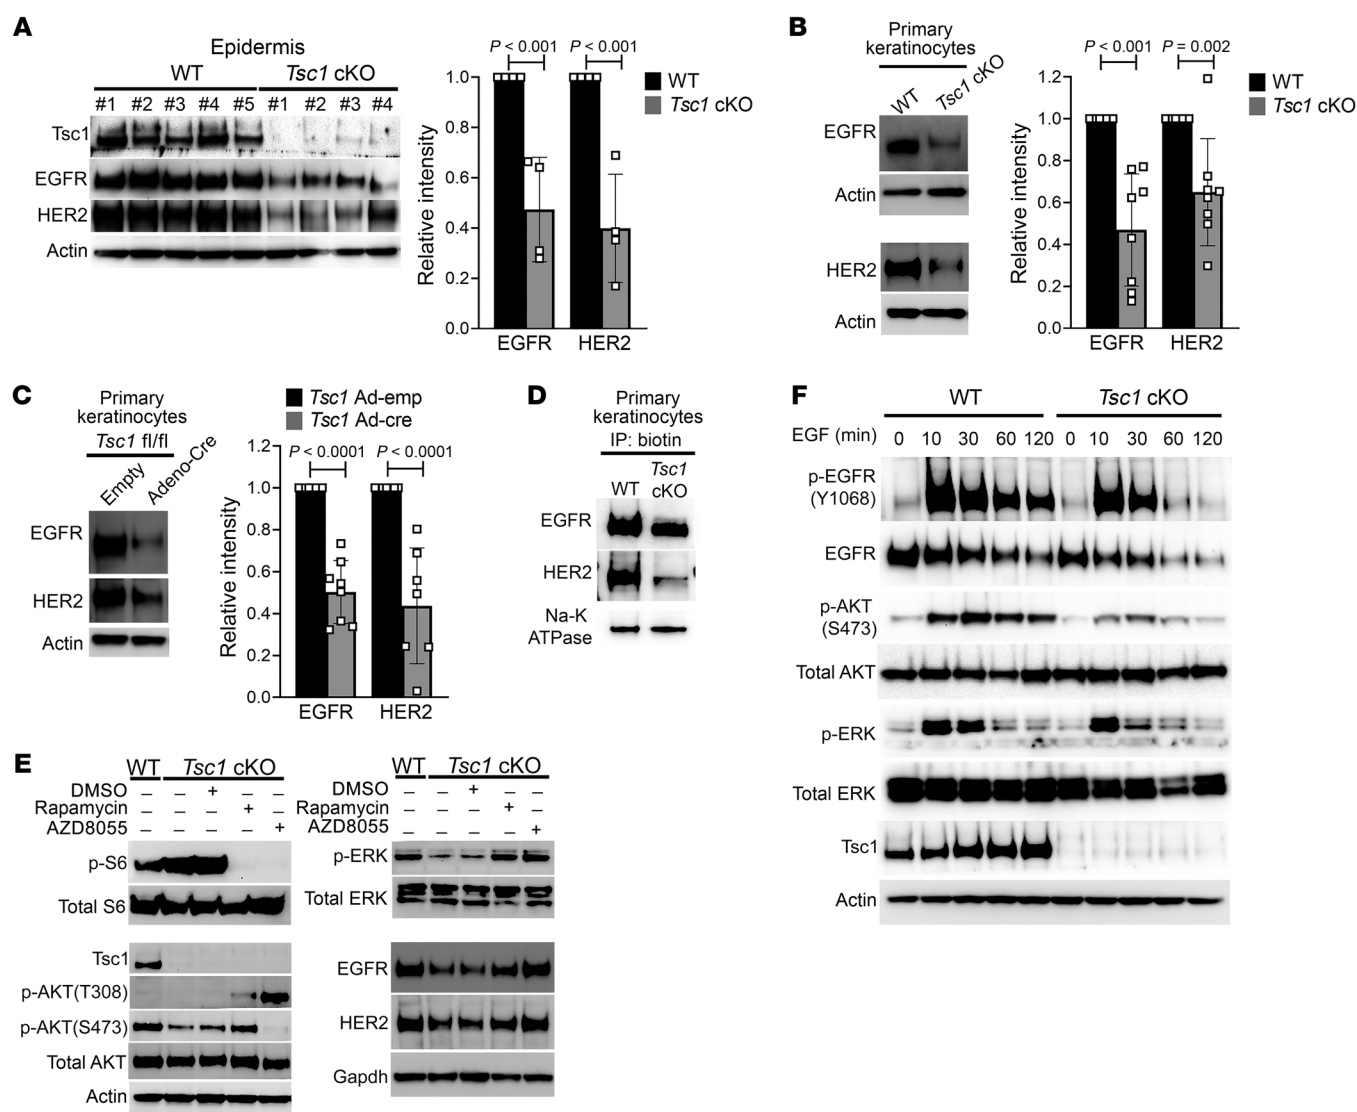 A
Epidermis
WT Tsc1 cKO
#1 #2 #3 #4 #5 #1 #2 #3 #4
Tsc1
EGFR
HER2
Actin
P < 0.001 P < 0.001
WT
Tsc1 cKO
Relative intensity
1.0
0.8
0.6
0.4
0.2
0.0
EGFR HER2
B
Primary
keratinocytes
WT Tsc1 cKO
EGFR
Actin
HER2
Actin
P < 0.001 P = 0.002
WT
Tsc1 cKO
Relative intensity
1.2
1.0
0.8
0.6
0.4
0.2
0.0
EGFR HER2
C
Primary
keratinocytes
Tsc1 fl/fl
Empty Adeno-Cre
EGFR
HER2
Actin
Tsc1 Ad-emp
Tsc1 Ad-cre
P < 0.0001 P < 0.0001
Relative intensity
1.2
1.0
0.8
0.6
0.4
0.2
0.0
EGFR HER2
D
Primary
keratinocytes
IP: biotin
WT Tsc1
cKO
EGFR
HER2
Na-K
ATPase
E
WT Tsc1 cKO
DMSO – – + – –
Rapamycin – – – + –
AZD8055 – – – – +
p-S6
Total S6
Tsc1
p-AKT(T308)
p-AKT(S473)
Total AKT
Actin
WT Tsc1 cKO
DMSO – – + – –
Rapamycin – – – + –
AZD8055 – – – – +
p-ERK
Total ERK
EGFR
HER2
Gapdh
F
WT Tsc1 cKO
EGF (min) 0 10 30 60 120 0 10 30 60 120
p-EGFR
(Y1068)
EGFR
p-AKT
(S473)
Total AKT
p-ERK
Total ERK
Tsc1
Actin